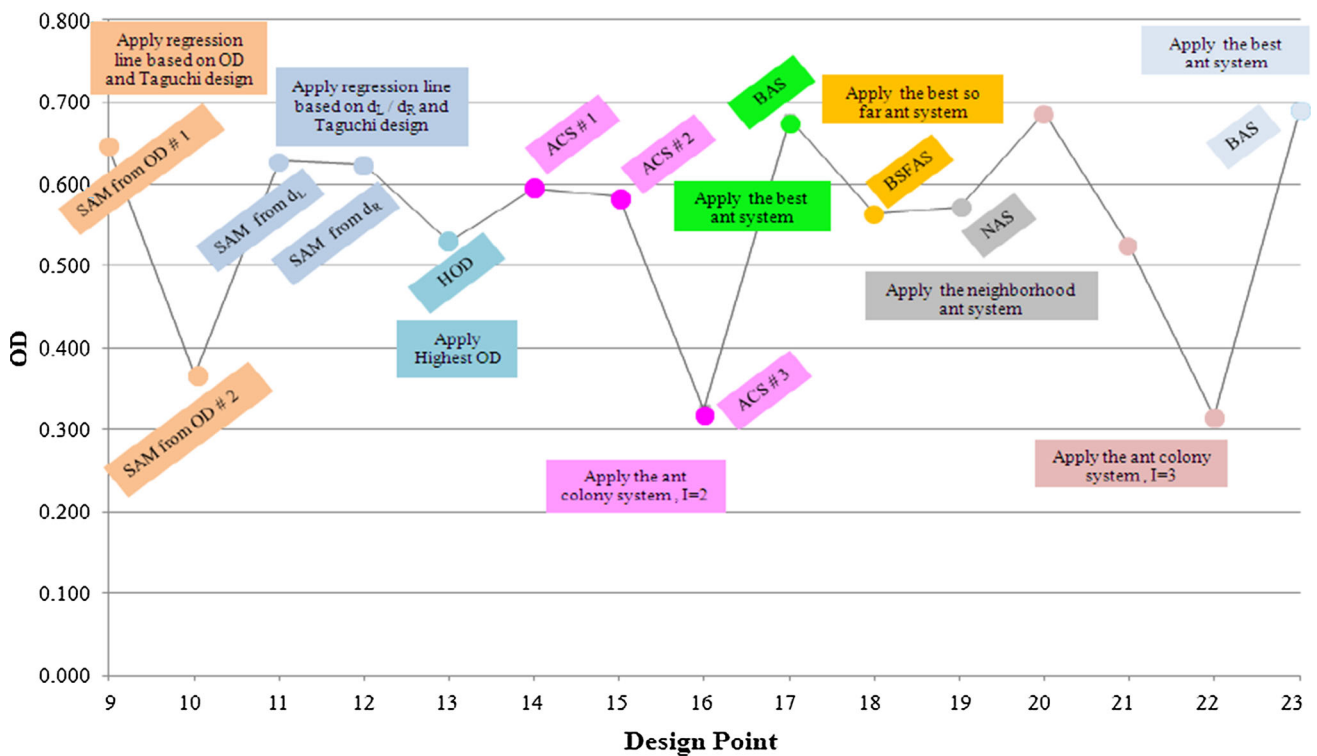 0.800
0.700
0.600
0.500
0.400
0.300
0.200
0.100
0.000
OD
Apply regression
line based on OD
and Taguchi design
SAM from OD # 1
SAM from OD # 2
Apply regression
line based on dL / dR and
Taguchi design
SAM from dL
SAM from dR
HOD
Apply
Highest OD
ACS # 1
ACS # 2
ACS # 3
Apply the ant
colony system , I=2
BAS
Apply the best
ant system
Apply the best so
far ant system
BSFAS
NAS
Apply the neighborhood
ant system
Apply the ant colony
system , I=3
Apply the best
ant system
BAS
9 10 11 12 13 14 15 16 17 18 19 20 21 22 23
Design Point